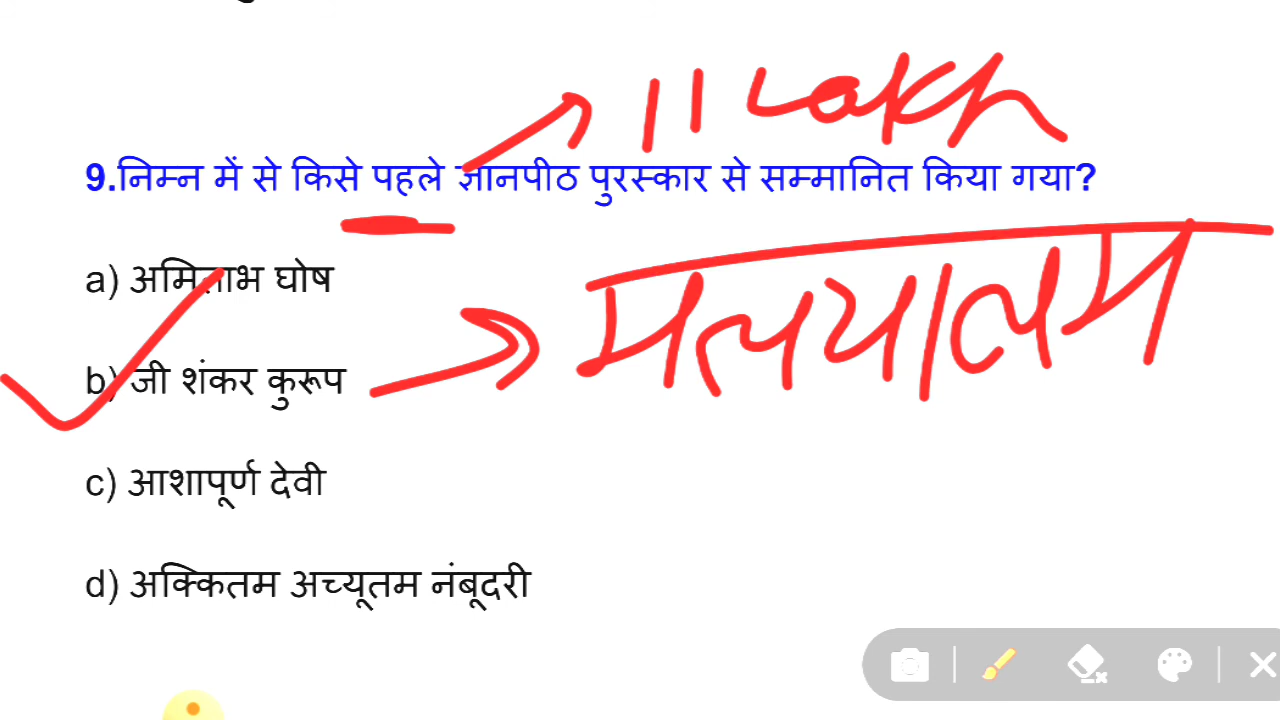 11 Lakh
9.निम्न में से किसे पहले ज्ञानपीठ पुरस्कार से सम्मानित किया गया?
a) अमिताभ घोष
मलयालम
b) जी शंकर कुरूप
c) आशापूर्ण देवी
d) अक्कितम अच्यूतम नंबूदरी